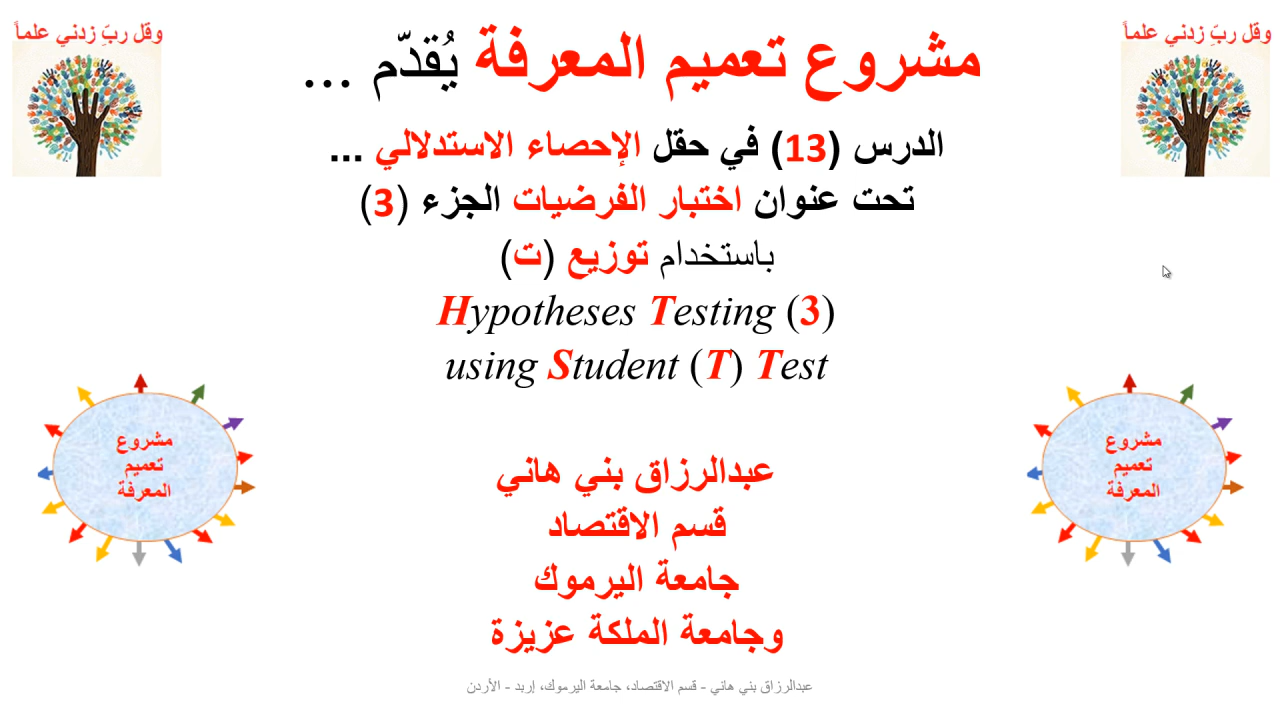 وقل ربِّ زدني علماً
وقل ربِّ زدني علماً
مشروع تعميم المعرفة يُقدّم ...
الدرس (13) في حقل الإحصاء الاستدلالي ...
تحت عنوان اختبار الفرضيات الجزء (3)
باستخدام توزيع (ت)
Hypotheses Testing (3)
using Student (T) Test
مشروع
تعميم
المعرفة
مشروع
تعميم
المعرفة
عبدالرزاق بني هاني
قسم الاقتصاد
جامعة اليرموك
وجامعة الملكة عزيزة
عبدالرزاق بني هاني - قسم الاقتصاد، جامعة اليرموك، إربد - الأردن